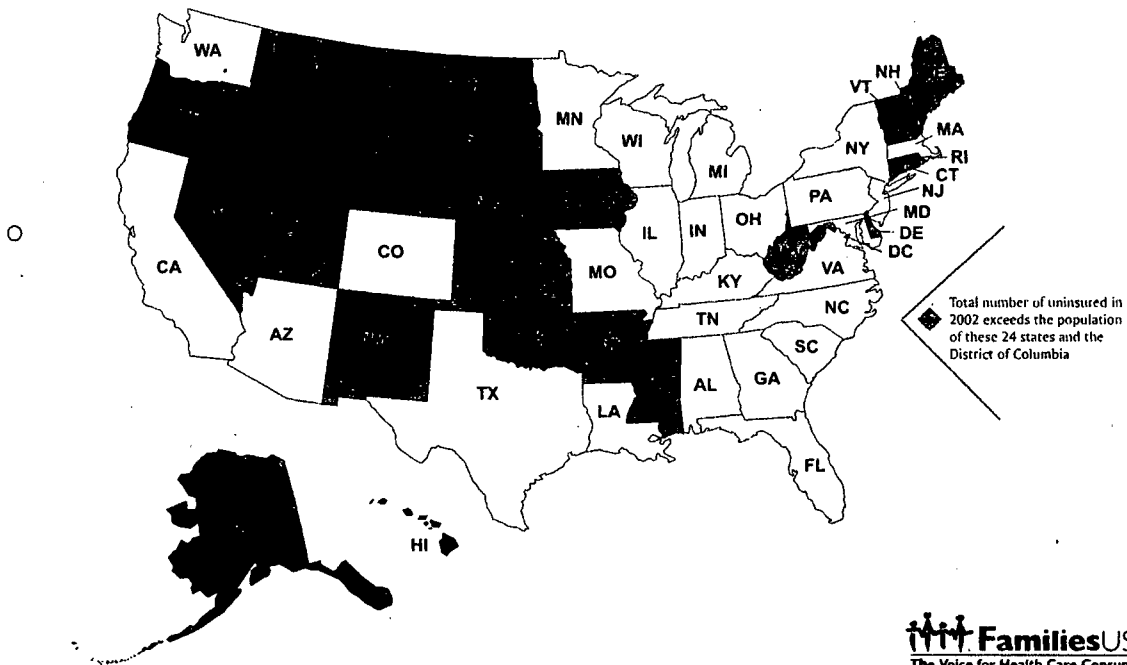 WA
MN
WI
MI
NH
VT
NY
MA
RI
CT
NJ
PA
MD
DE
DC
CA
CO
MO
IL
IN
OH
KY
VA
AZ
TX
TN
NC
SC
LA
AL
GA
FL
HI
Total number of uninsured in
2002 exceeds the population
of these 24 states and the
District of Columbia
FamiliesUS
The Voice for Health Care Consu